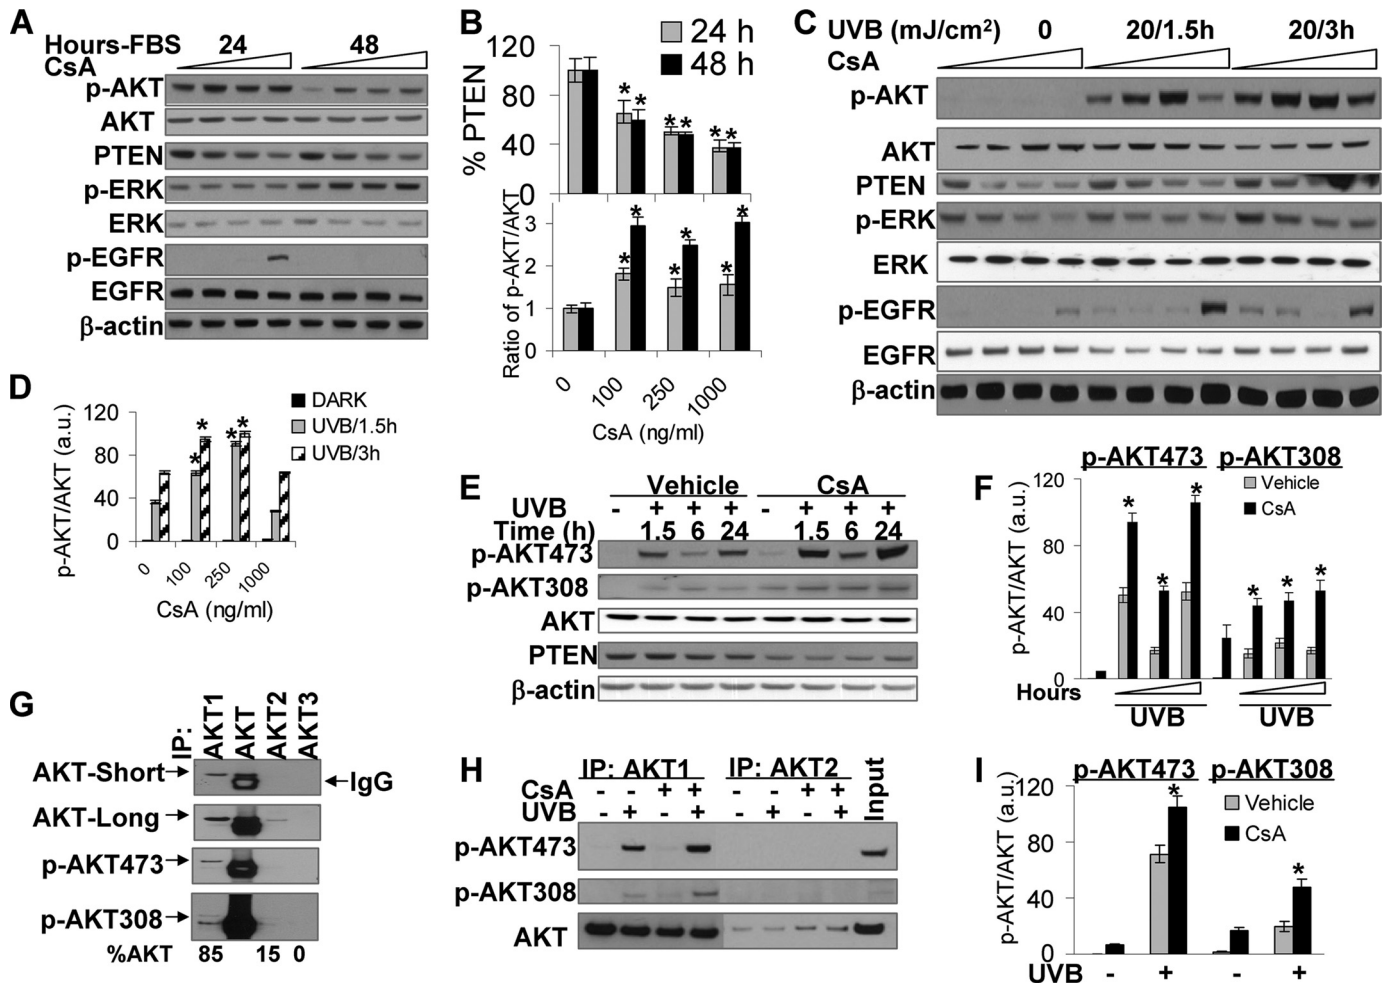 A
Hours-FBS 24 48
CsA
p-AKT
AKT
PTEN
p-ERK
ERK
p-EGFR
EGFR
β-actin
B
24 h
48 h
% PTEN
120
80
40
0
* * ** **
Ratio of p-AKT/AKT
3
2
1
0
* * * * * *
0 100 250 1000
CsA (ng/ml)
C
UVB (mJ/cm²) 0 20/1.5h 20/3h
CsA
p-AKT
AKT
PTEN
p-ERK
ERK
p-EGFR
EGFR
β-actin
D
DARK
UVB/1.5h
UVB/3h
p-AKT/AKT (a.u.)
120
80
40
0
* * * *
0 100 250 1000
CsA (ng/ml)
E
Vehicle CsA
UVB - + + + - + + +
Time (h) 1.5 6 24 1.5 6 24
p-AKT473
p-AKT308
AKT
PTEN
β-actin
F
p-AKT473 p-AKT308
Vehicle
CsA
p-AKT/AKT (a.u.)
120
80
40
0
* * * * * *
Hours
UVB UVB
G
IP: AKT1 AKT AKT2 AKT3
AKT-Short
IgG
AKT-Long
p-AKT473
p-AKT308
%AKT 85 15 0
H
IP: AKT1 IP: AKT2 Input
CsA - - + + - - + +
UVB - + - + - + - +
p-AKT473
p-AKT308
AKT
I
p-AKT473 p-AKT308
Vehicle
CsA
p-AKT/AKT (a.u.)
120
80
40
0
* *
UVB - + - +